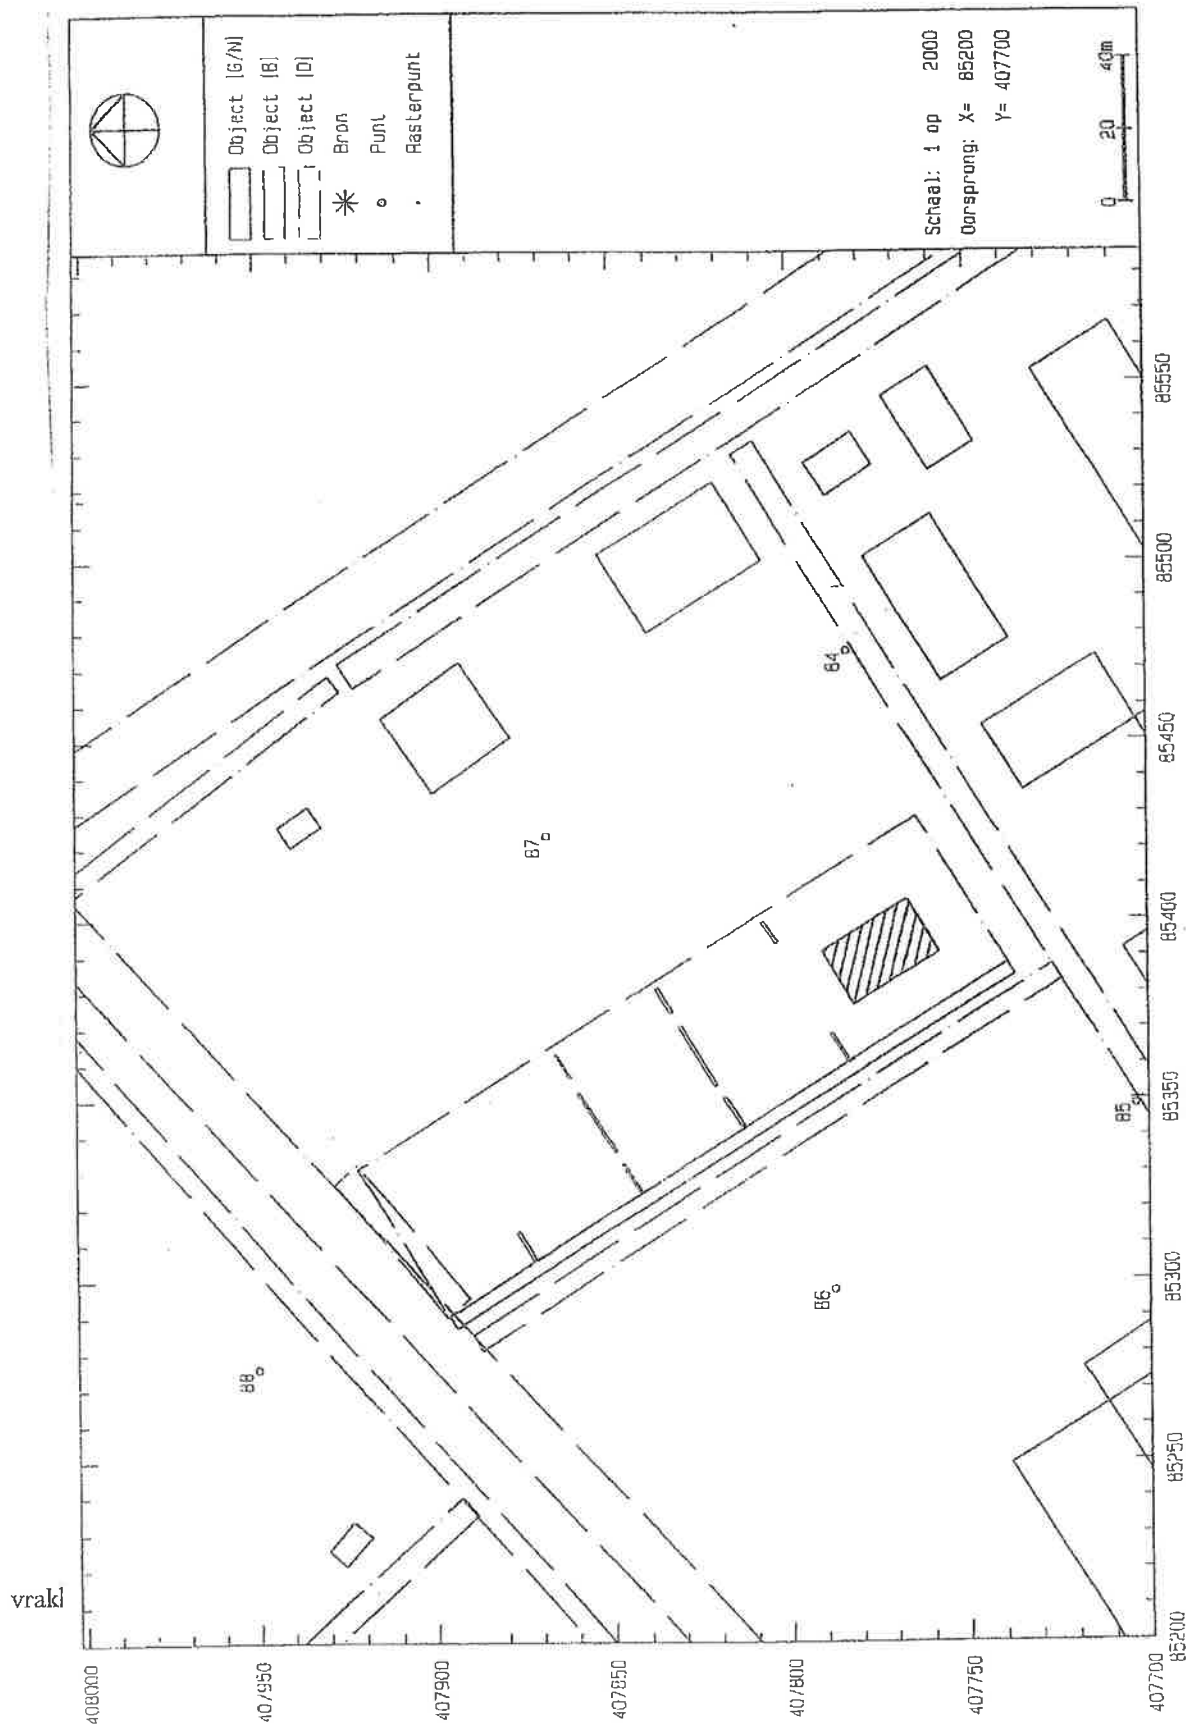 Object [G/N]
Object [B]
Object [D]
Bron
Punt
Rasterpunt
Schaal: 1 op 2000
Oorsprong: X= 85200
Y= 407700
0 20 40m
408000
407950
407900
407850
407800
407750
407700
85200
85250
85300
85350
85400
85450
85500
85550
88
87
86
85
84
vrakl